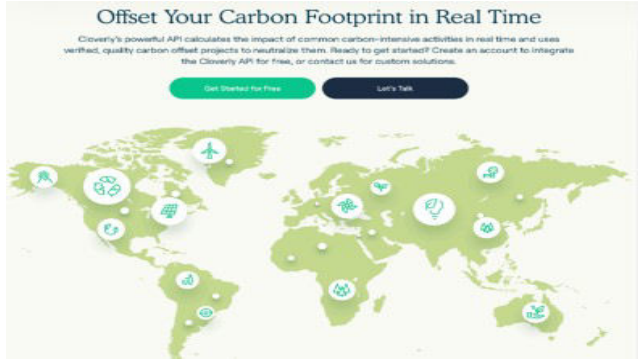 Offset Your Carbon Footprint in Real Time
Cloverly's powerful API calculates the impact of common carbon-intensive activities in real time and uses
verified, quality carbon offset projects to neutralize them. Ready to get started? Create an account to integrate
the Cloverly API for free, or contact us for custom solutions.
Get Started for Free
Let's Talk